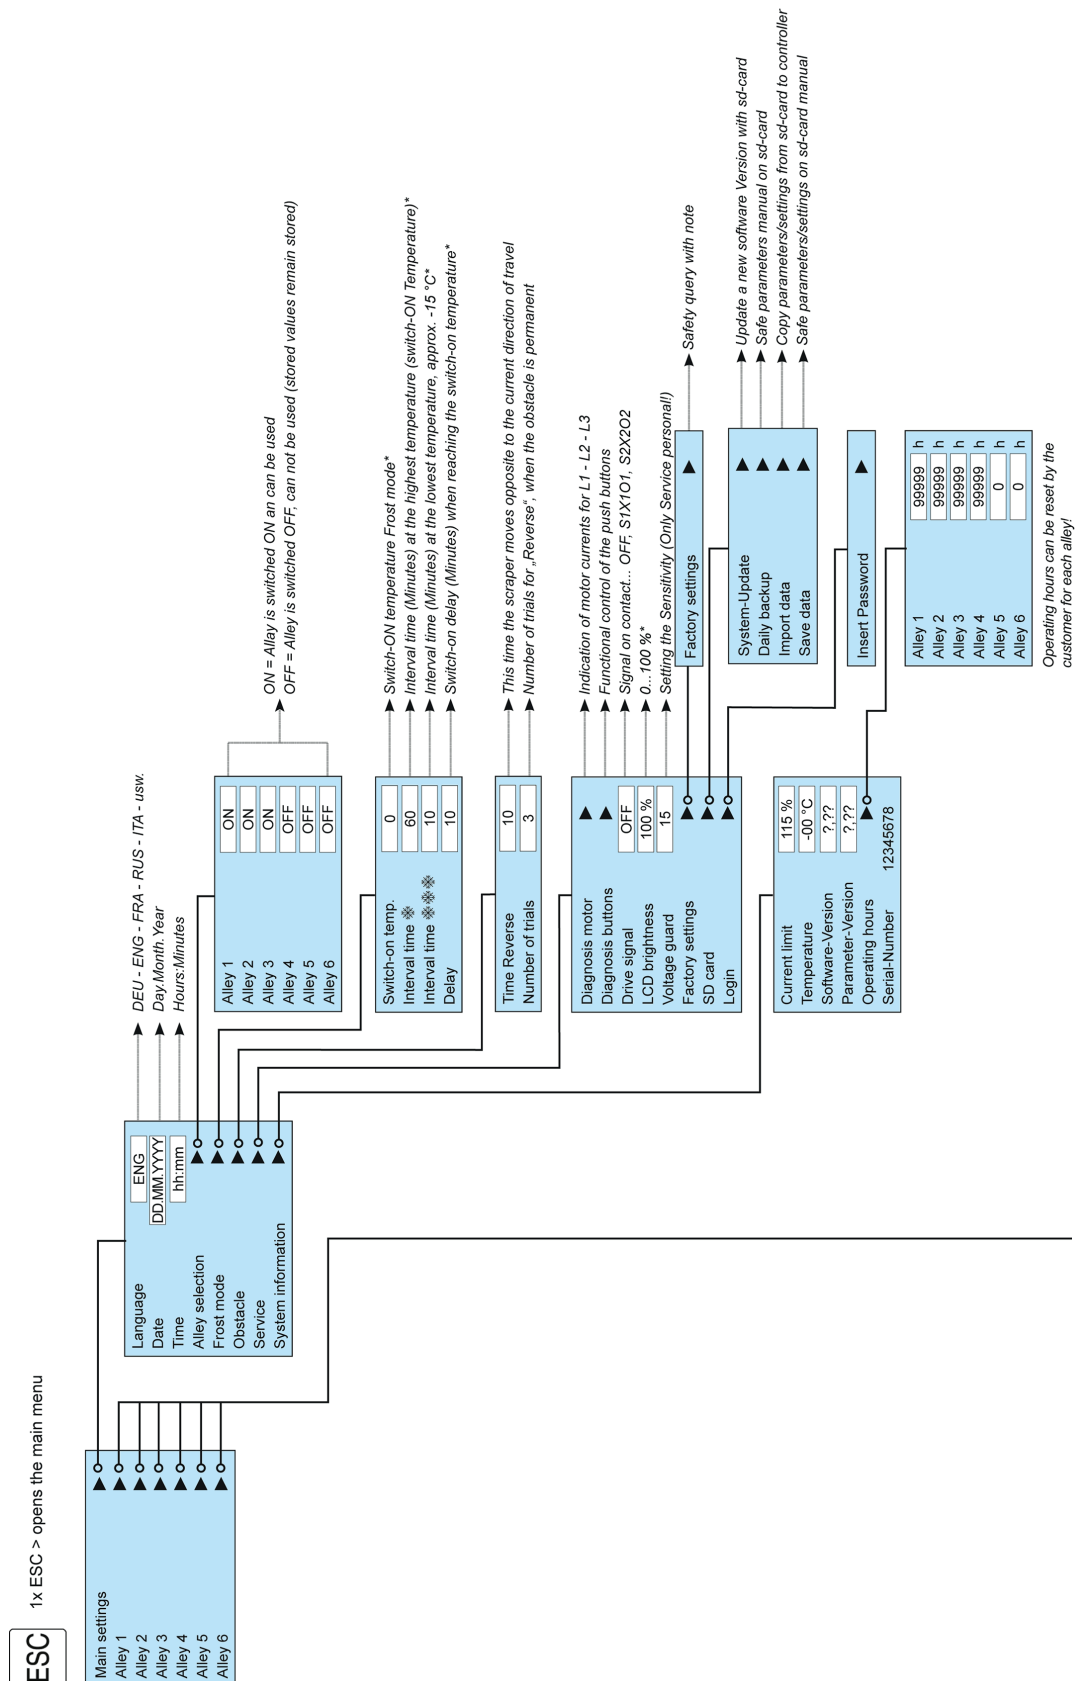 ESC
1x ESC > opens the main menu
Main settings
Alley 1
Alley 2
Alley 3
Alley 4
Alley 5
Alley 6
Language ENG
Date DD.MM.YYYY
Time hh:mm
Alley selection
Frost mode
Obstacle
Service
System information
DEU - ENG - FRA - RUS - ITA - usw.
Day.Month.Year
Hours:Minutes
Alley 1 ON
Alley 2 ON
Alley 3 ON
Alley 4 OFF
Alley 5 OFF
Alley 6 OFF
ON = Allay is switched ON an can be used
OFF = Alley is switched OFF, can not be used (stored values remain stored)
Switch-on temp. 0
Interval time ※ 60
Interval time ※※※ 10
Delay 10
Switch-ON temperature Frost mode*
Interval time (Minutes) at the highest temperature (switch-ON Temperature)*
Interval time (Minutes) at the lowest temperature, approx. -15 °C*
Switch-on delay (Minutes) when reaching the switch-on temperature*
Time Reverse 10
Number of trials 3
This time the scraper moves opposite to the current direction of travel
Number of trials for „Reverse“, when the obstacle is permanent
Diagnosis motor
Diagnosis buttons
Drive signal OFF
LCD brightness 100 %
Voltage guard 15
Factory settings
SD card
Login
Indication of motor currents for L1 - L2 - L3
Functional control of the push buttons
Signal on contact... OFF, S1X1O1, S2X2O2
0...100 %*
Setting the Sensitivity (Only Service personal!)
Factory settings
Safety query with note
System-Update
Daily backup
Import data
Save data
Update a new software Version with sd-card
Safe parameters manual on sd-card
Copy parameters/settings from sd-card to controller
Safe parameters/settings on sd-card manual
Insert Password
Current limit 115 %
Temperature -00 °C
Software-Version ?,??
Parameter-Version ?,??
Operating hours
Serial-Number 12345678
Alley 1 99999 h
Alley 2 99999 h
Alley 3 99999 h
Alley 4 99999 h
Alley 5 0 h
Alley 6 0 h
Operating hours can be reset by the
customer for each alley!